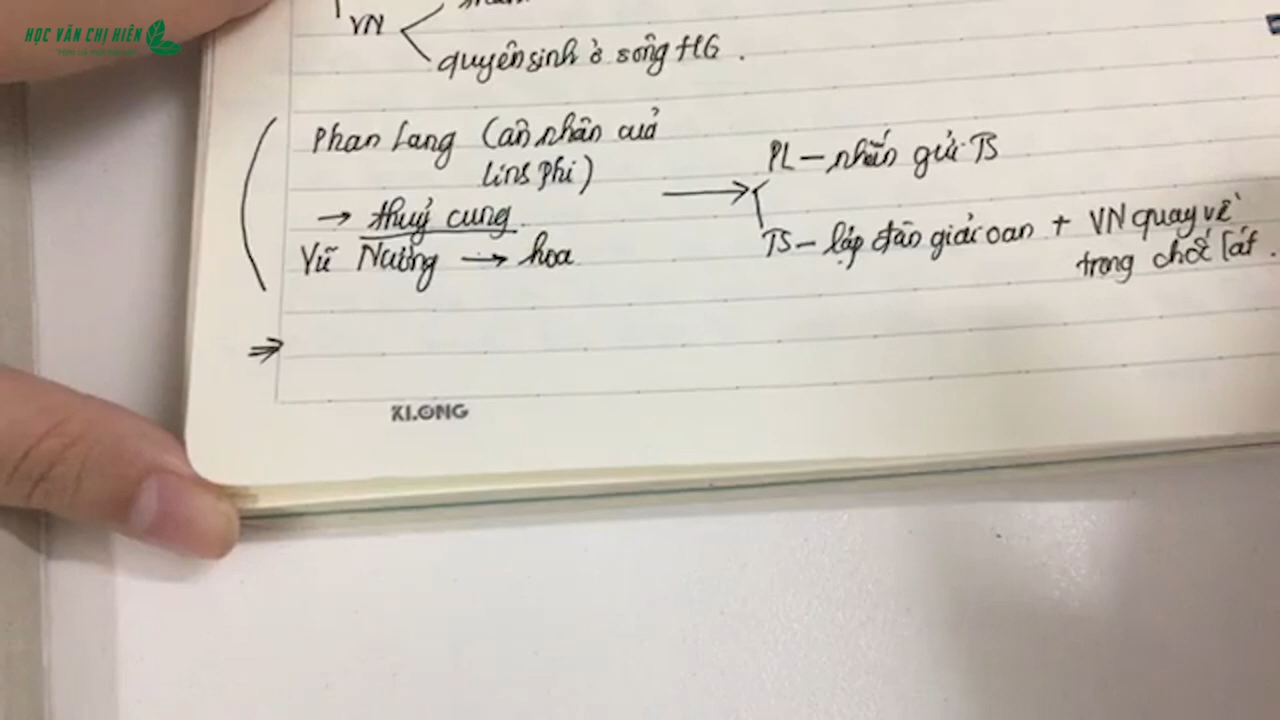 HỌC VĂN CHỊ HIÊN
VN
quyên sinh ở sông HG.
Phan Lang (ân nhân của
Linh Phi)
→ thuỷ cung
Vũ Nương → hoa
PL – nhắn gửi TS
TS – lập đàn giải oan + VN quay về
trong chốc lát.
⇒
KLONG